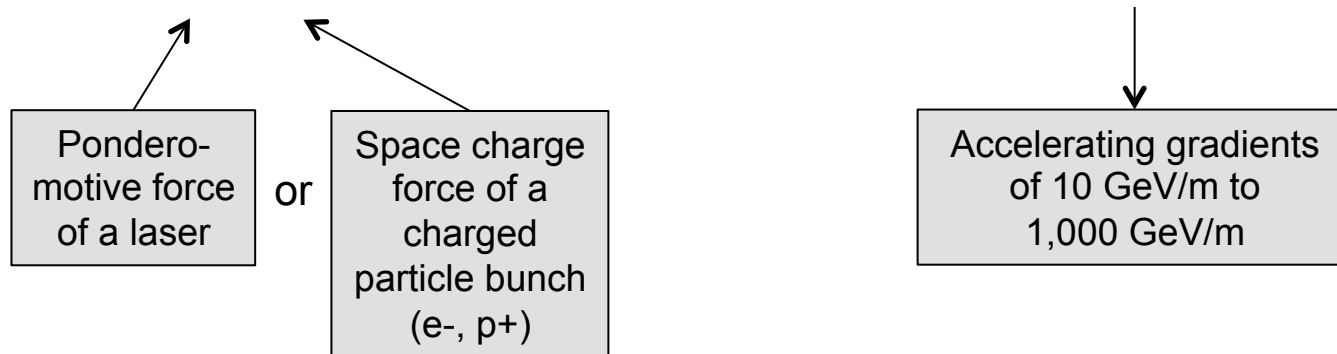 Pondero-
motive force
of a laser
or
Space charge
force of a
charged
particle bunch
(e-, p+)
Accelerating gradients
of 10 GeV/m to
1,000 GeV/m